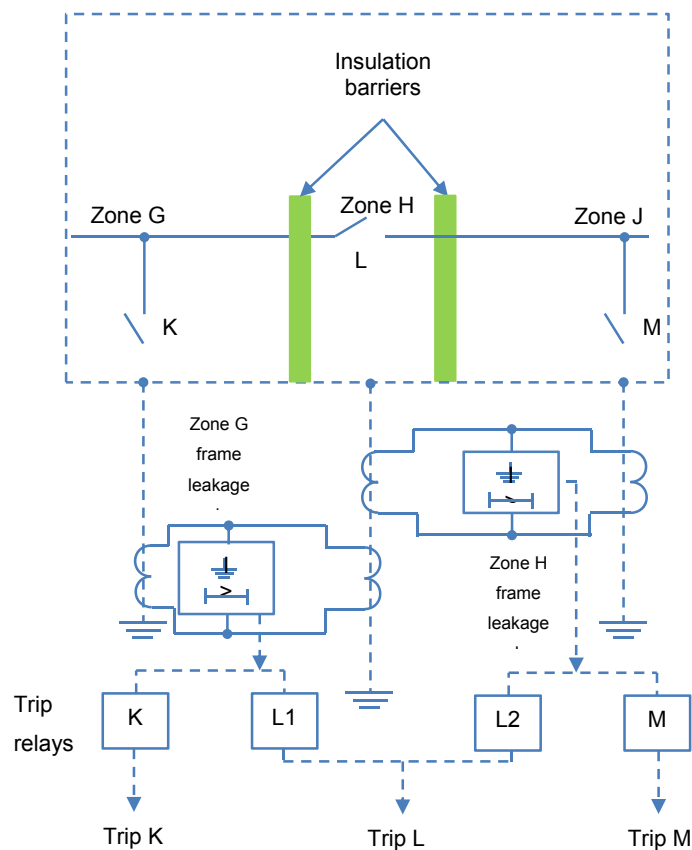 Insulation
barriers
Zone G
Zone H
Zone J
L
K
M
Zone G
frame
leakage
.
I
>
I
>
Zone H
frame
leakage
.
Trip
relays
K
L1
L2
M
Trip K
Trip L
Trip M